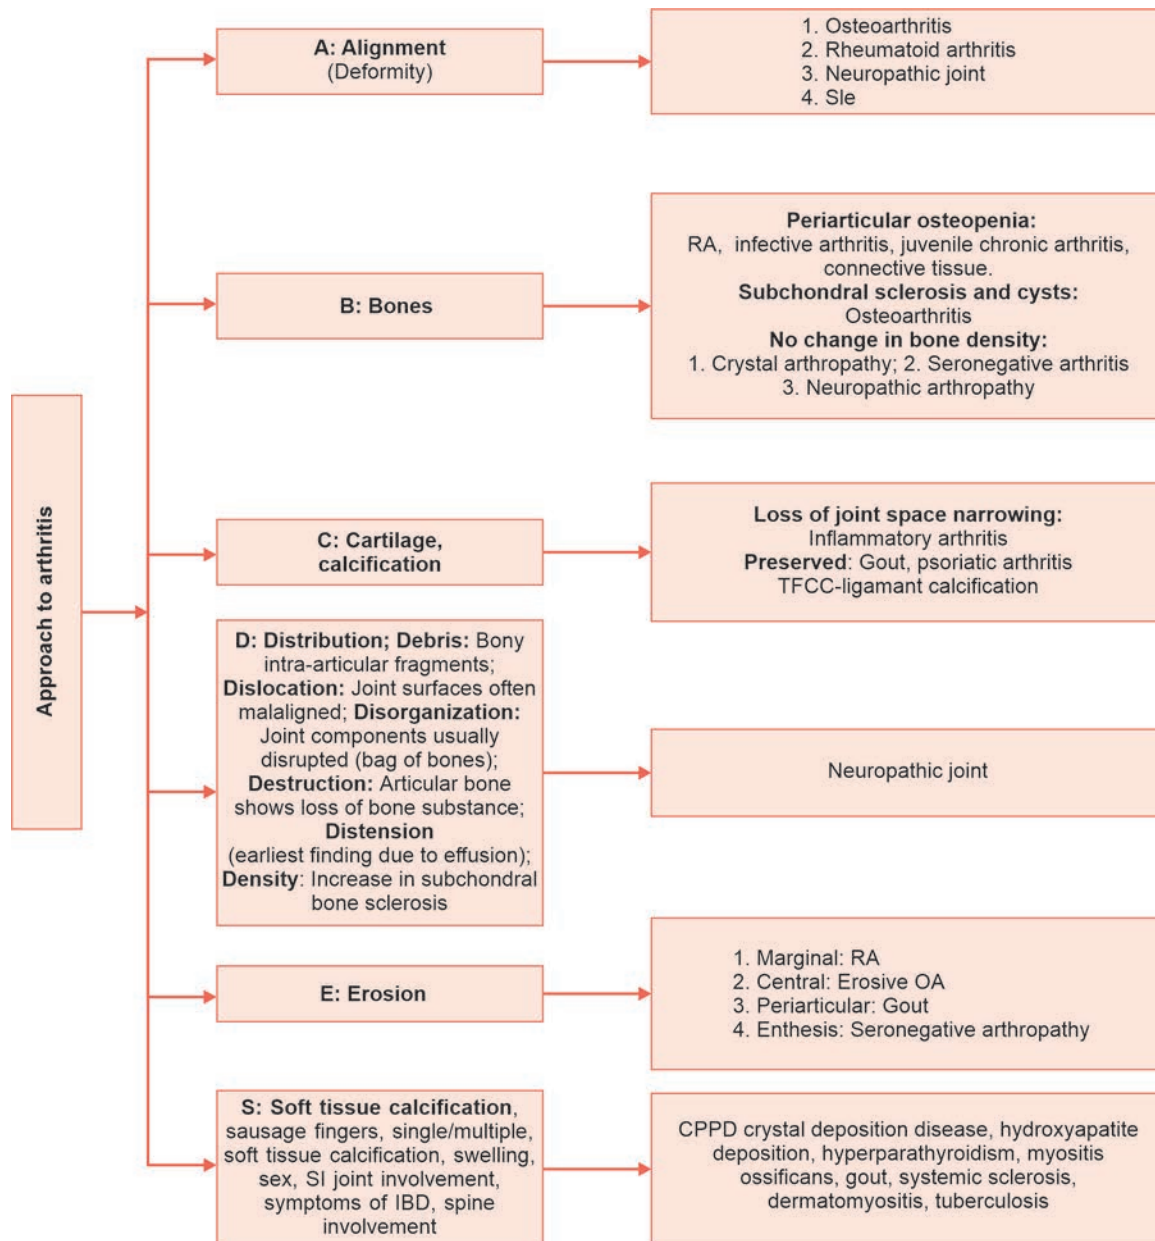 Approach to arthritis
A: Alignment
(Deformity)
1. Osteoarthritis
2. Rheumatoid arthritis
3. Neuropathic joint
4. Sle
B: Bones
Periarticular osteopenia:
RA, infective arthritis, juvenile chronic arthritis,
connective tissue.
Subchondral sclerosis and cysts:
Osteoarthritis
No change in bone density:
1. Crystal arthropathy; 2. Seronegative arthritis
3. Neuropathic arthropathy
C: Cartilage,
calcification
Loss of joint space narrowing:
Inflammatory arthritis
Preserved: Gout, psoriatic arthritis
TFCC-ligamant calcification
D: Distribution; Debris: Bony
intra-articular fragments;
Dislocation: Joint surfaces often
malaligned; Disorganization:
Joint components usually
disrupted (bag of bones);
Destruction: Articular bone
shows loss of bone substance;
Distension
(earliest finding due to effusion);
Density: Increase in subchondral
bone sclerosis
Neuropathic joint
E: Erosion
1. Marginal: RA
2. Central: Erosive OA
3. Periarticular: Gout
4. Enthesis: Seronegative arthropathy
S: Soft tissue calcification,
sausage fingers, single/multiple,
soft tissue calcification, swelling,
sex, SI joint involvement,
symptoms of IBD, spine
involvement
CPPD crystal deposition disease, hydroxyapatite
deposition, hyperparathyroidism, myositis
ossificans, gout, systemic sclerosis,
dermatomyositis, tuberculosis